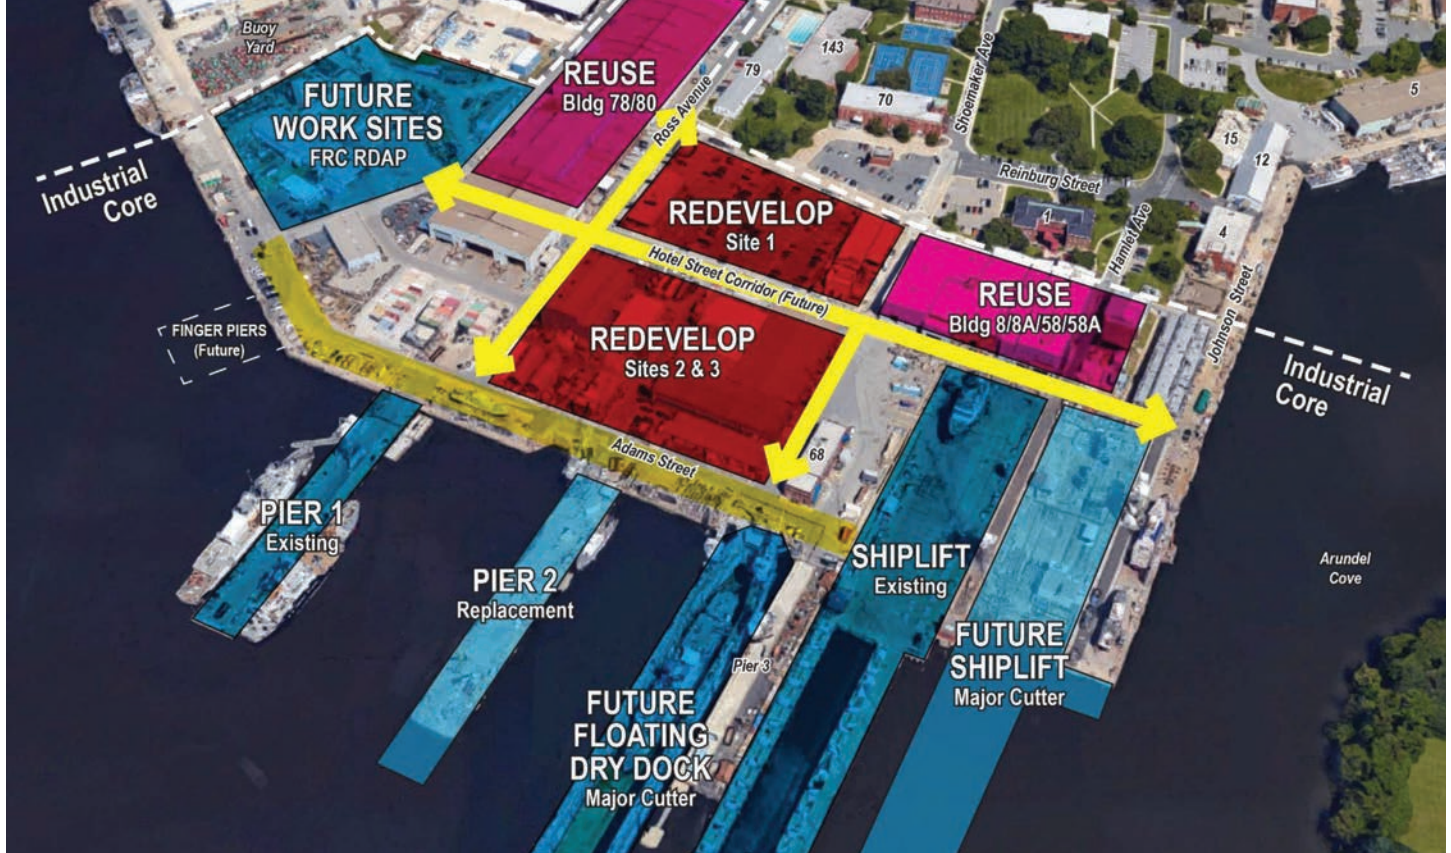 Buoy
Yard
143
79
70
Shoemaker Ave
5
15
12
FUTURE
WORK SITES
FRC RDAP
REUSE
Bldg 78/80
Ross Avenue
Industrial
Core
Reinburg Street
1
Hamlet Ave
4
REDEVELOP
Site 1
Hotel Street Corridor (Future)
REUSE
Bldg 8/8A/58/58A
Johnson Street
FINGER PIERS
(Future)
REDEVELOP
Sites 2 & 3
Industrial
Core
Adams Street
68
PIER 1
Existing
PIER 2
Replacement
SHIPLIFT
Existing
Arundel
Cove
FUTURE
SHIPLIFT
Major Cutter
Pier 3
FUTURE
FLOATING
DRY DOCK
Major Cutter